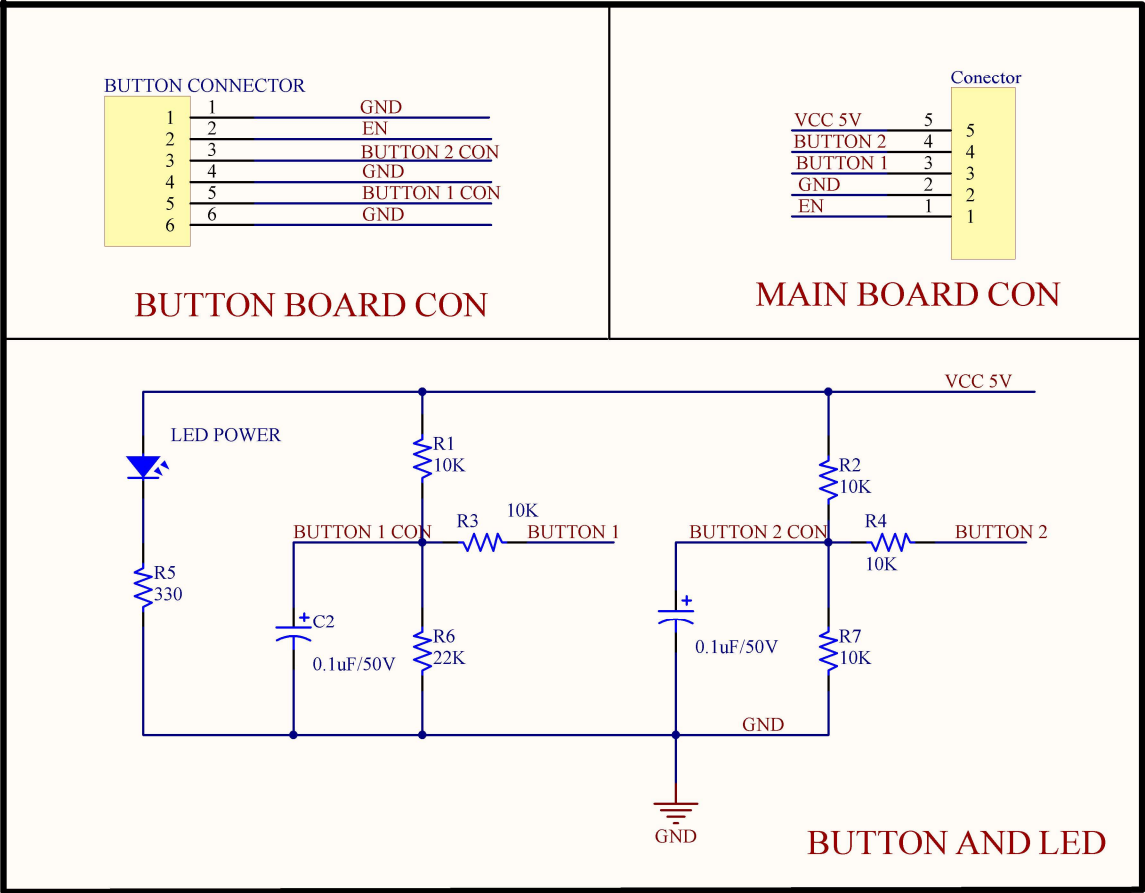 BUTTON CONNECTOR
1 1 GND
2 2 EN
3 3 BUTTON 2 CON
4 4 GND
5 5 BUTTON 1 CON
6 6 GND
BUTTON BOARD CON
Conector
VCC 5V 5 5
BUTTON 2 4 4
BUTTON 1 3 3
GND 2 2
EN 1 1
MAIN BOARD CON
VCC 5V
LED POWER
R1
10K
R2
10K
BUTTON 1 CON
R3
10K
BUTTON 1
BUTTON 2 CON
R4
10K
BUTTON 2
R5
330
+
C2
0.1uF/50V
R6
22K
+
0.1uF/50V
R7
10K
GND
GND
BUTTON AND LED